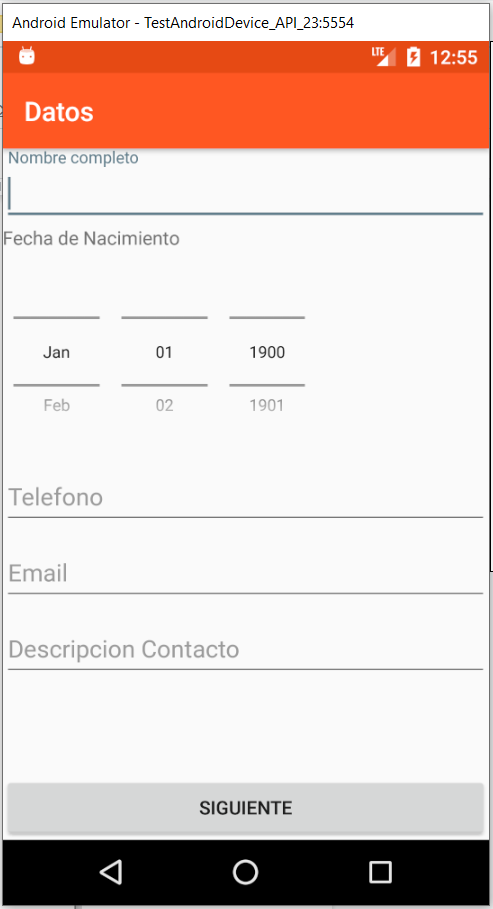 Android Emulator - TestAndroidDevice_API_23:5554
LTE 12:55
Datos
Nombre completo
Fecha de Nacimiento
Jan 01 1900
Feb 02 1901
Telefono
Email
Descripcion Contacto
SIGUIENTE